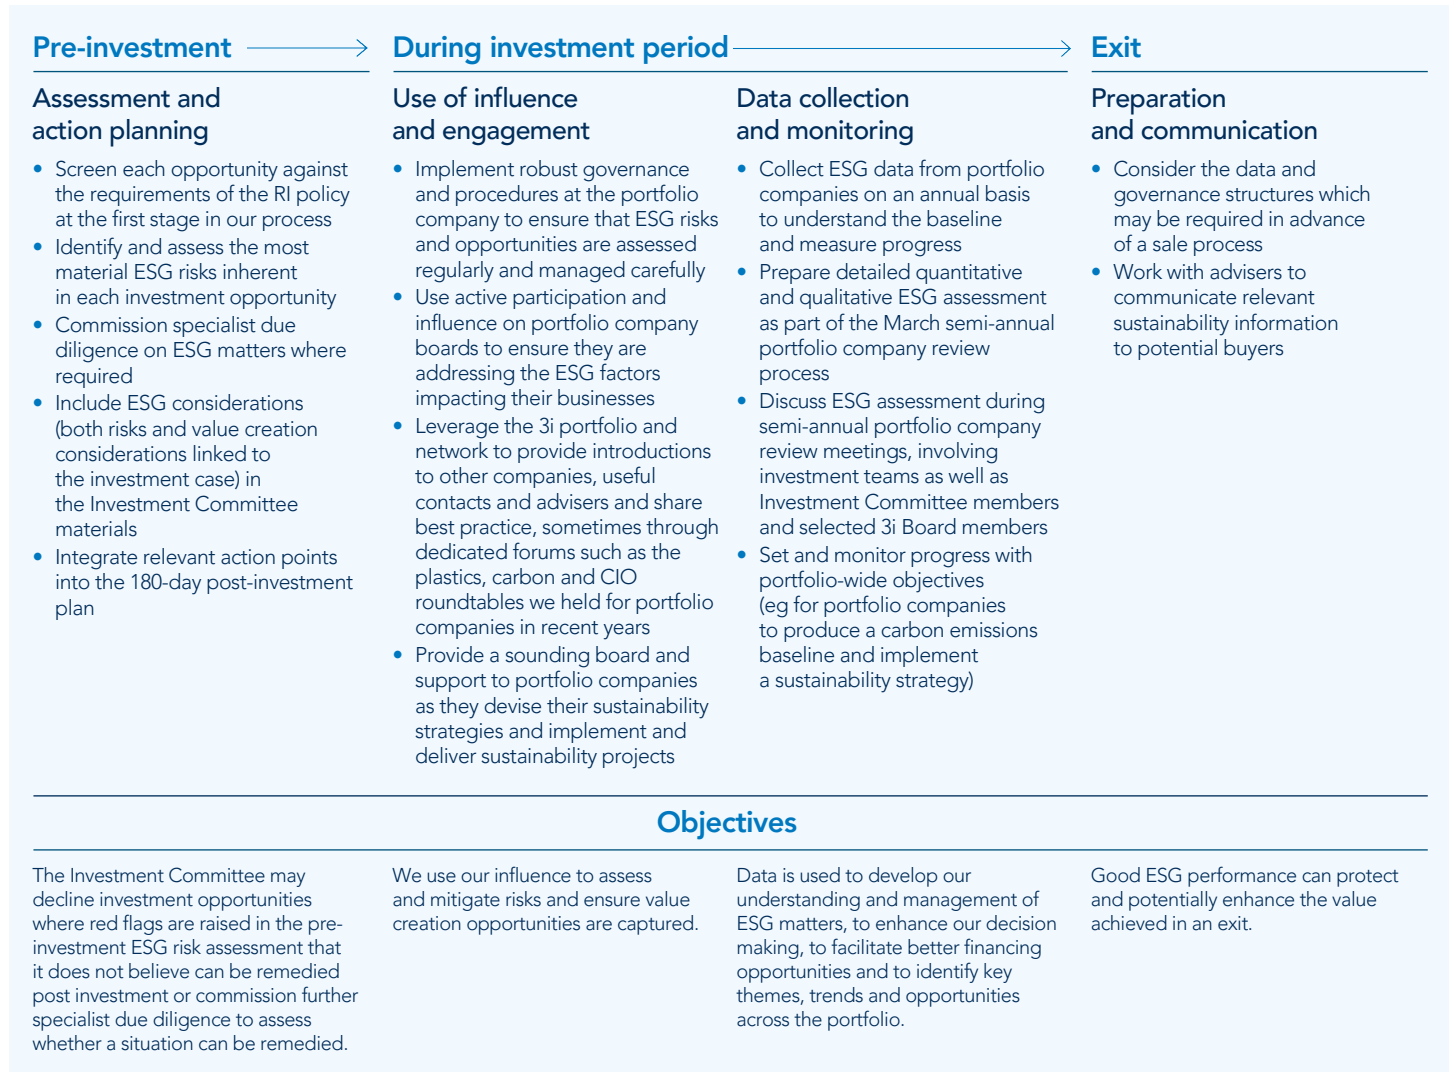 Pre-investment
During investment period
Exit
Assessment and
action planning
• Screen each opportunity against
the requirements of the RI policy
at the first stage in our process
• Identify and assess the most
material ESG risks inherent
in each investment opportunity
• Commission specialist due
diligence on ESG matters where
required
• Include ESG considerations
(both risks and value creation
considerations linked to
the investment case) in
the Investment Committee
materials
• Integrate relevant action points
into the 180-day post-investment
plan
Use of influence
and engagement
• Implement robust governance
and procedures at the portfolio
company to ensure that ESG risks
and opportunities are assessed
regularly and managed carefully
• Use active participation and
influence on portfolio company
boards to ensure they are
addressing the ESG factors
impacting their businesses
• Leverage the 3i portfolio and
network to provide introductions
to other companies, useful
contacts and advisers and share
best practice, sometimes through
dedicated forums such as the
plastics, carbon and CIO
roundtables we held for portfolio
companies in recent years
• Provide a sounding board and
support to portfolio companies
as they devise their sustainability
strategies and implement and
deliver sustainability projects
Data collection
and monitoring
• Collect ESG data from portfolio
companies on an annual basis
to understand the baseline
and measure progress
• Prepare detailed quantitative
and qualitative ESG assessment
as part of the March semi-annual
portfolio company review
process
• Discuss ESG assessment during
semi-annual portfolio company
review meetings, involving
investment teams as well as
Investment Committee members
and selected 3i Board members
• Set and monitor progress with
portfolio-wide objectives
(eg for portfolio companies
to produce a carbon emissions
baseline and implement
a sustainability strategy)
Preparation
and communication
• Consider the data and
governance structures which
may be required in advance
of a sale process
• Work with advisers to
communicate relevant
sustainability information
to potential buyers
Objectives
The Investment Committee may
decline investment opportunities
where red flags are raised in the pre-
investment ESG risk assessment that
it does not believe can be remedied
post investment or commission further
specialist due diligence to assess
whether a situation can be remedied.
We use our influence to assess
and mitigate risks and ensure value
creation opportunities are captured.
Data is used to develop our
understanding and management of
ESG matters, to enhance our decision
making, to facilitate better financing
opportunities and to identify key
themes, trends and opportunities
across the portfolio.
Good ESG performance can protect
and potentially enhance the value
achieved in an exit.